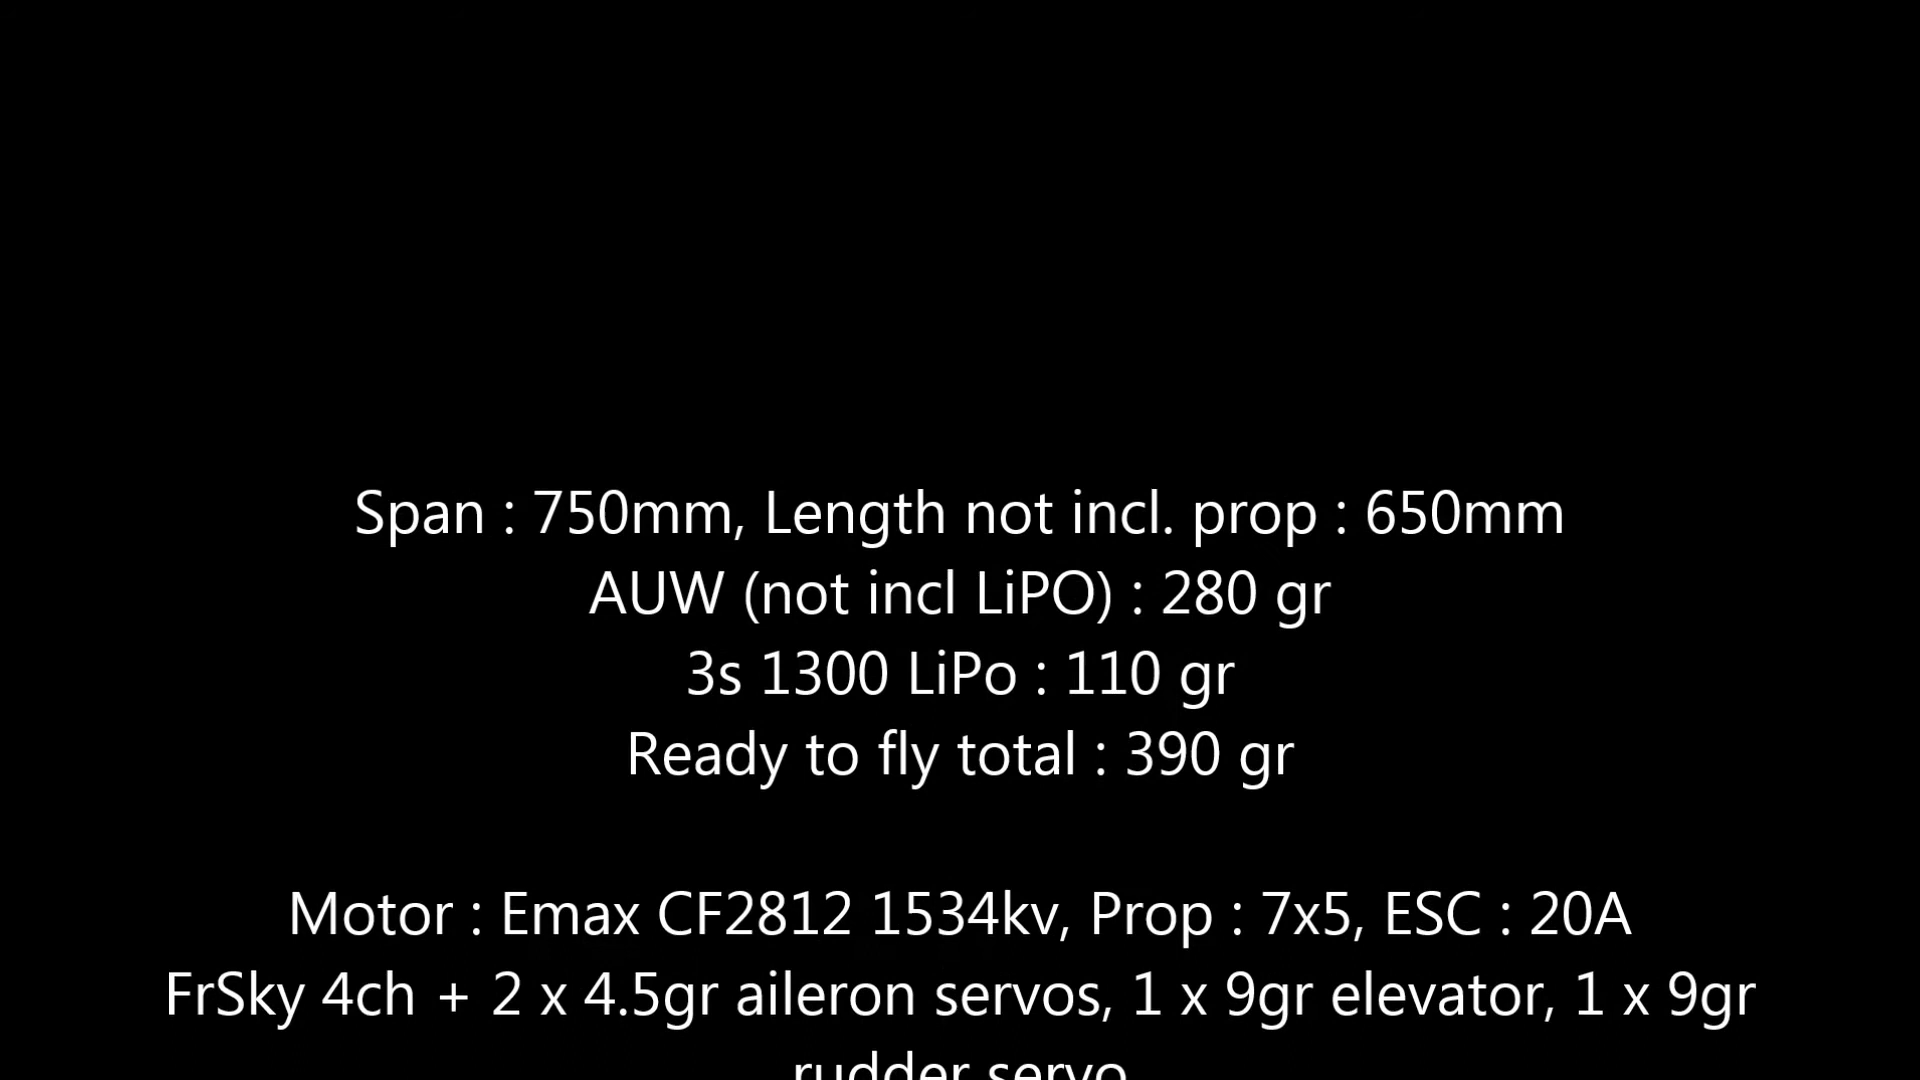 Span : 750mm, Length not incl. prop : 650mm
AUW (not incl LiPO) : 280 gr
3s 1300 LiPo : 110 gr
Ready to fly total : 390 gr
Motor : Emax CF2812 1534kv, Prop : 7x5, ESC : 20A
FrSky 4ch + 2 x 4.5gr aileron servos, 1 x 9gr elevator, 1 x 9gr
rudder servo